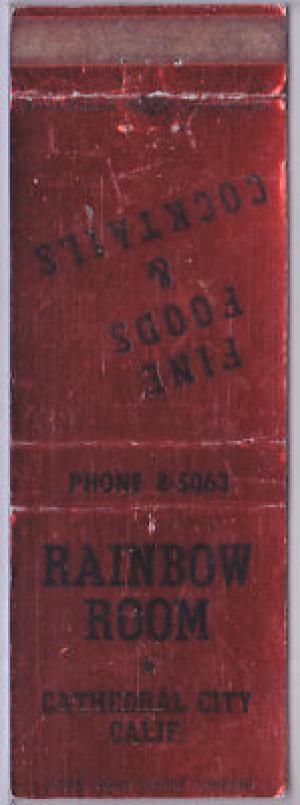 FINE
FOODS
&
COCKTAILS
PHONE 8-5063
RAINBOW
ROOM
★
CATHEDRAL CITY
CALIF.